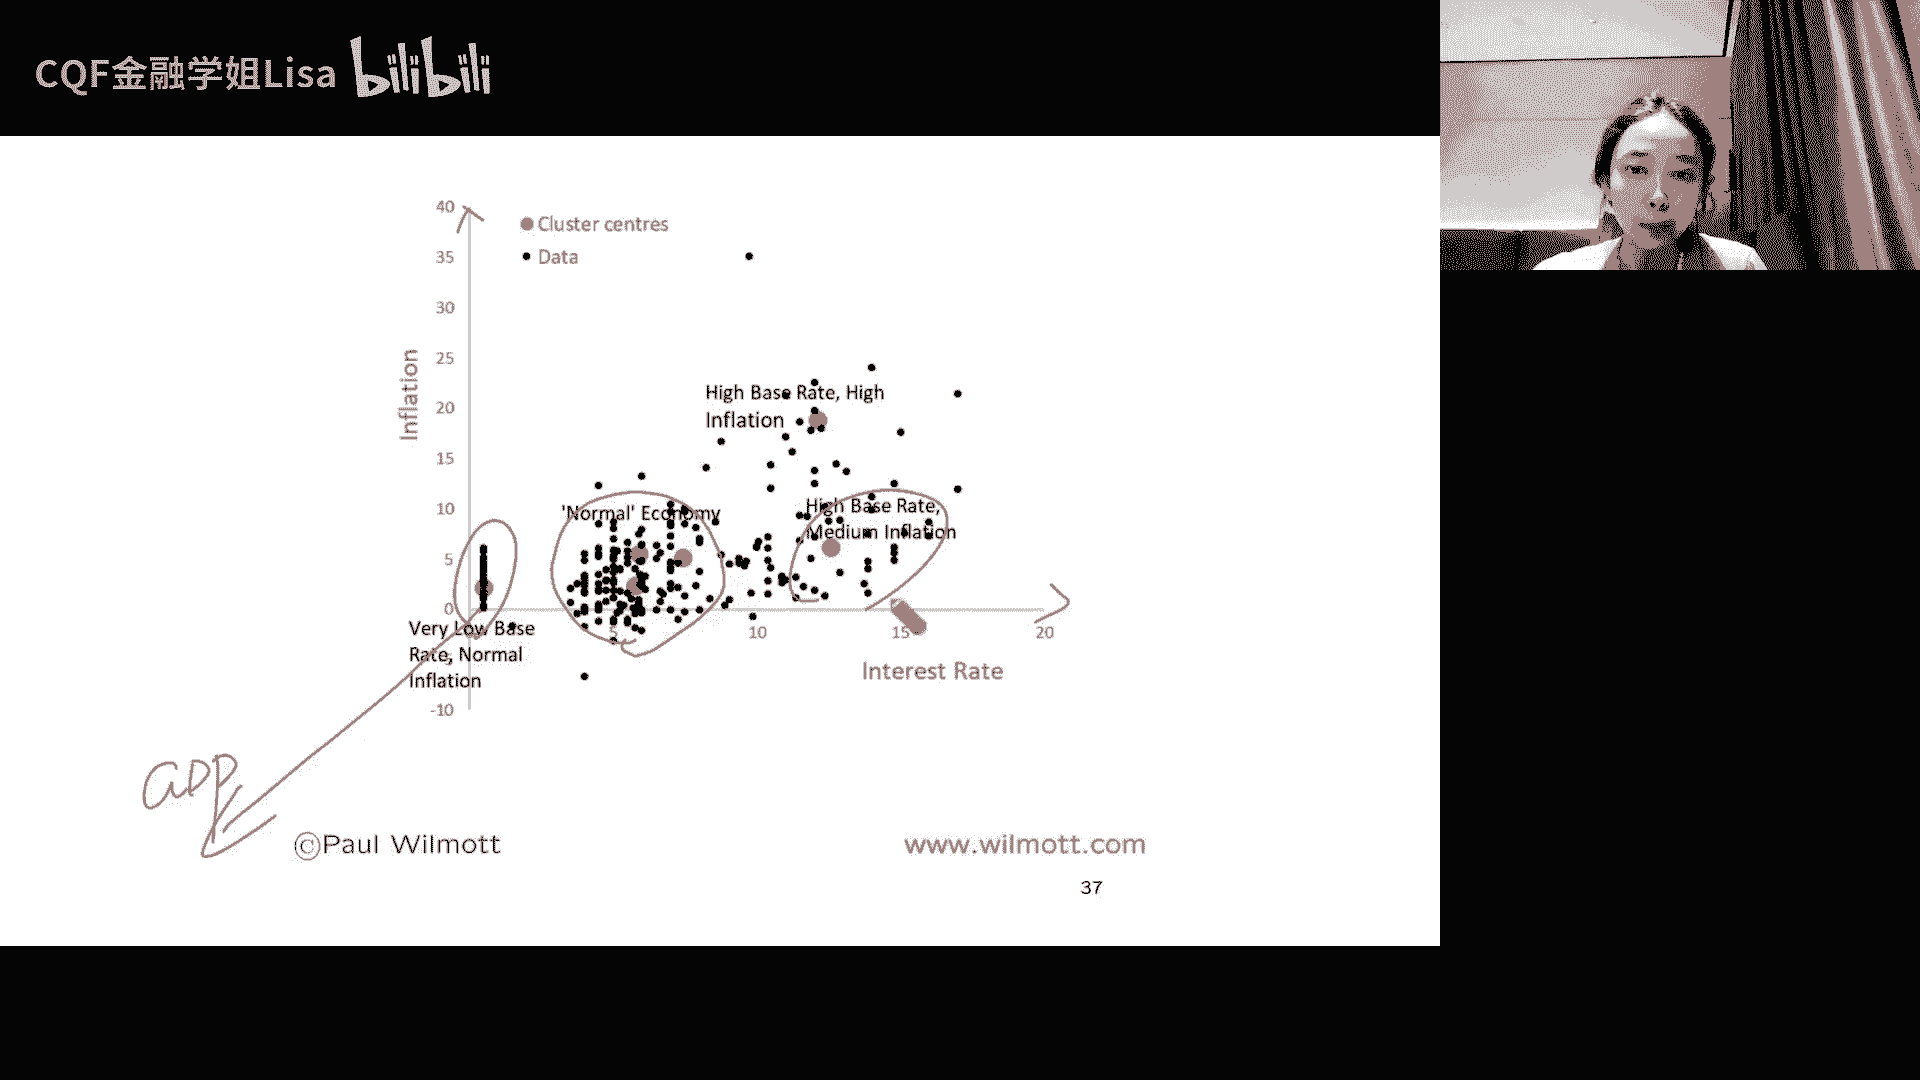 CQF金融学姐Lisa bilibili
40
Cluster centres
35
Data
30
25
Inflation
20
High Base Rate, High
Inflation
15
10
'Normal' Economy
High Base Rate,
Medium Inflation
5
0
Very Low Base
Rate, Normal
Inflation
5
10
15
20
Interest Rate
-10
GDP
©Paul Wilmott
www.wilmott.com
37